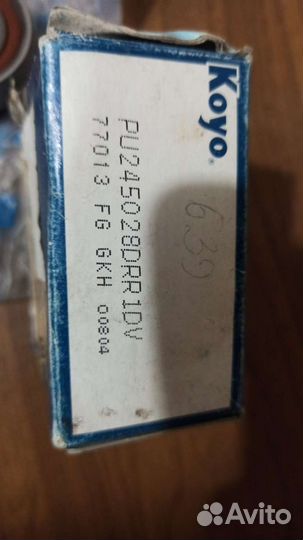 Koyo®
639
PU245028DRR1DV
77013 FG GKH 00804
Avito